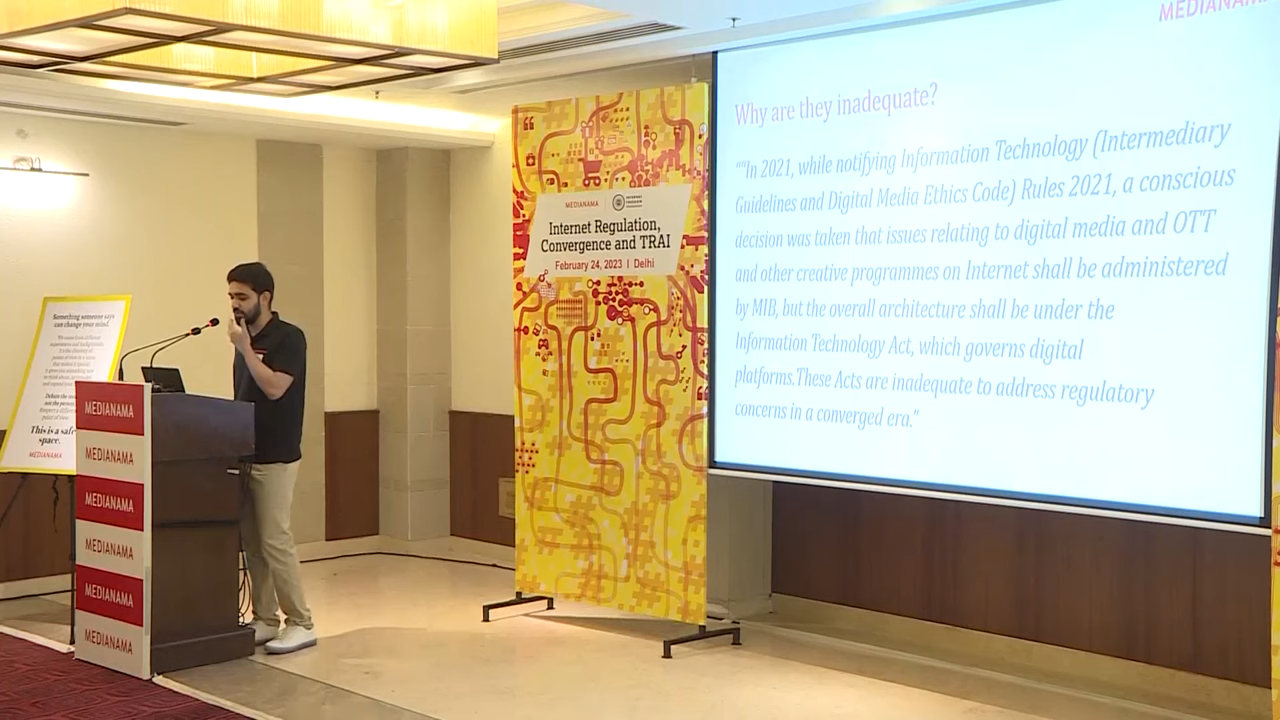 MEDIANAMA
Why are they inadequate?
""In 2021, while notifying Information Technology (Intermediary
Guidelines and Digital Media Ethics Code) Rules 2021, a conscious
decision was taken that issues relating to digital media and OTT
and other creative programmes on Internet shall be administered
by MIB, but the overall architecture shall be under the
Information Technology Act, which governs digital
platforms.These Acts are inadequate to address regulatory
concerns in a converged era."
MEDIANAMA
INTERNET
FREEDOM
FOUNDATION
Internet Regulation,
Convergence and TRAI
February 24, 2023 | Delhi
Something someone says
can change your mind.
This is a safe
space.
MEDIANAMA
MEDIANAMA
MEDIANAMA
MEDIANAMA
MEDIANAMA
MEDIANAMA
MEDIANAMA